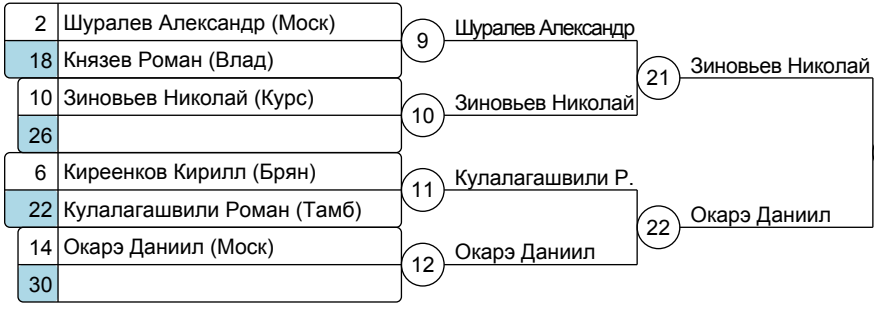 2 Шуралев Александр (Моск)
18 Князев Роман (Влад)
9
Шуралев Александр
10 Зиновьев Николай (Курс)
26
10
Зиновьев Николай
21
Зиновьев Николай
6 Киреенков Кирилл (Брян)
22 Кулалагашвили Роман (Тамб)
11
Кулалагашвили Р.
14 Окарэ Даниил (Моск)
30
12
Окарэ Даниил
22
Окарэ Даниил